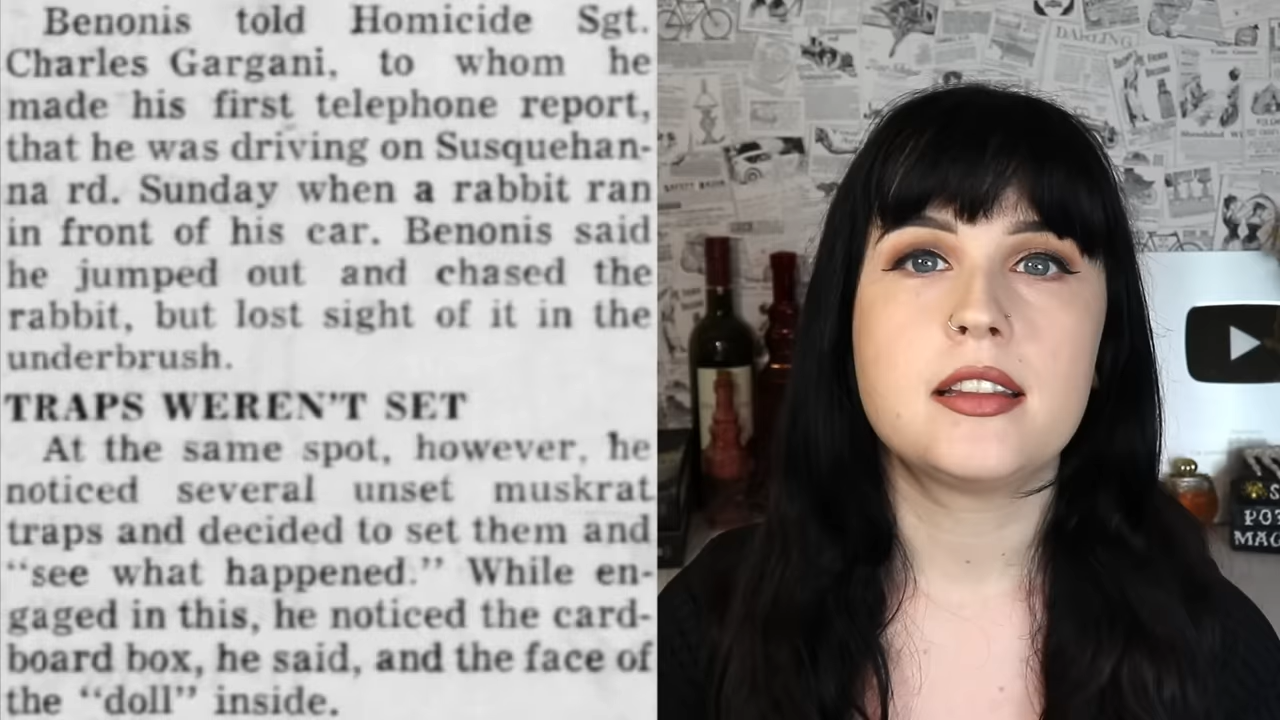 Benonis told Homicide Sgt.
Charles Gargani, to whom he
made his first telephone report,
that he was driving on Susquehan-
na rd. Sunday when a rabbit ran
in front of his car. Benonis said
he jumped out and chased the
rabbit, but lost sight of it in the
underbrush.
TRAPS WEREN'T SET
At the same spot, however, he
noticed several unset muskrat
traps and decided to set them and
“see what happened.” While en-
gaged in this, he noticed the card-
board box, he said, and the face of
the “doll” inside.
DARLING